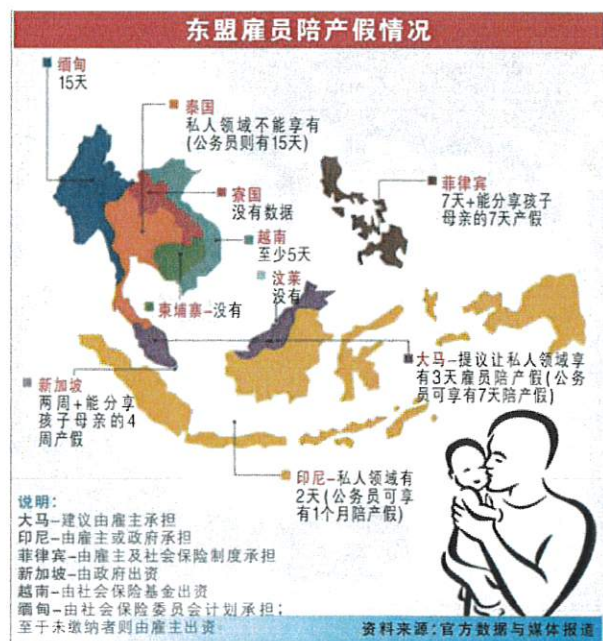 东盟雇员陪产假情况
缅甸
15天
泰国
私人领域不能享有
(公务员则有15天)
寮国
没有数据
越南
至少5天
汶莱
没有
柬埔寨–没有
菲律宾
7天+能分享孩子
母亲的7天产假
大马–提议让私人领域享
有3天雇员陪产假(公务
员可享有7天陪产假)
新加坡
两周+能分享
孩子母亲的4
周产假
印尼–私人领域有
2天(公务员可享
有1个月陪产假)
说明:
大马–建议由雇主承担
印尼–由雇主或政府承担
菲律宾–由雇主及社会保险制度承担
新加坡–由政府出资
越南–由社会保险基金出资
缅甸–由社会保险委员会计划承担;
至于未缴纳者则由雇主出资。
资料来源:官方数据与媒体报道